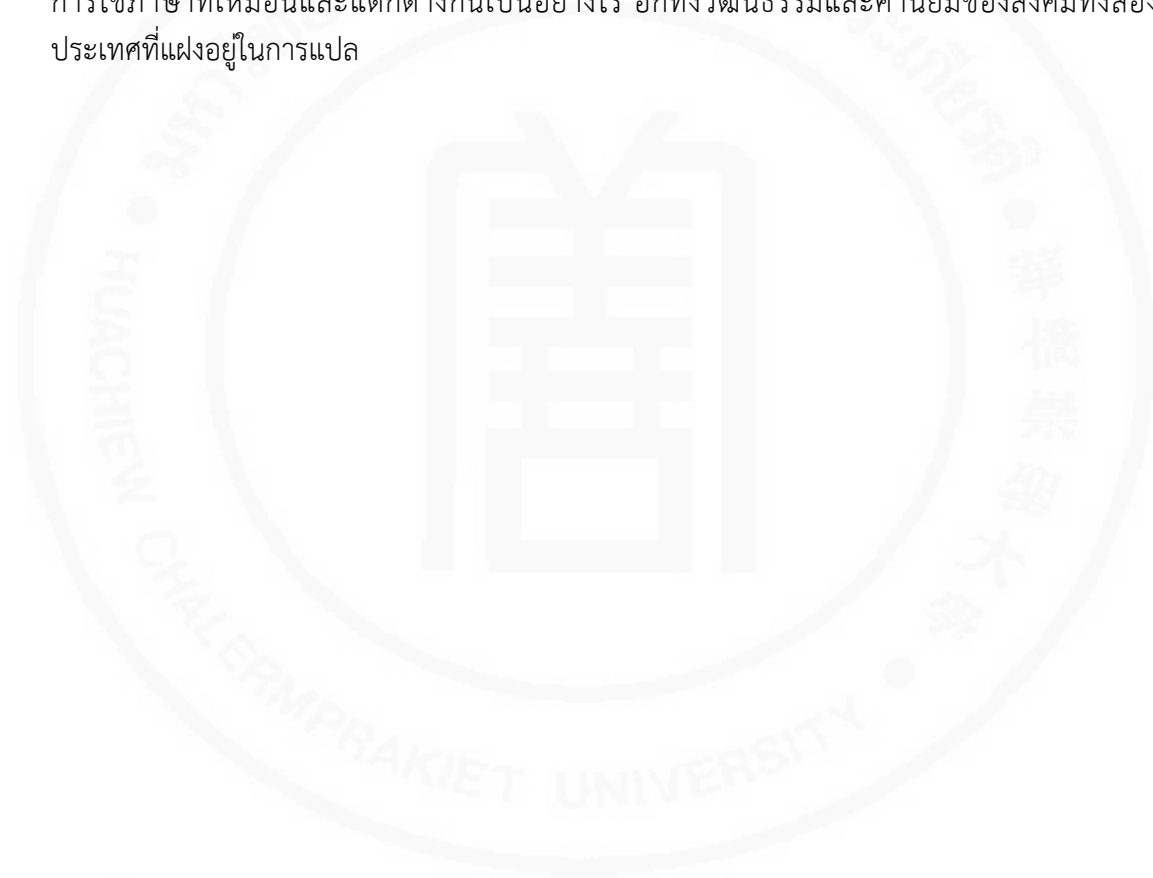 การใช้ภาษาที่เหมือนและแตกต่างกันเป็นอย่างไร อีกทั้งวัฒนธรรมและค่านิยมของสังคมทั้งสอง
ประเทศที่แฝงอยู่ในการแปล
HUACHIEW CHALERMPRAKIET UNIVERSITY
華僑崇聖大學